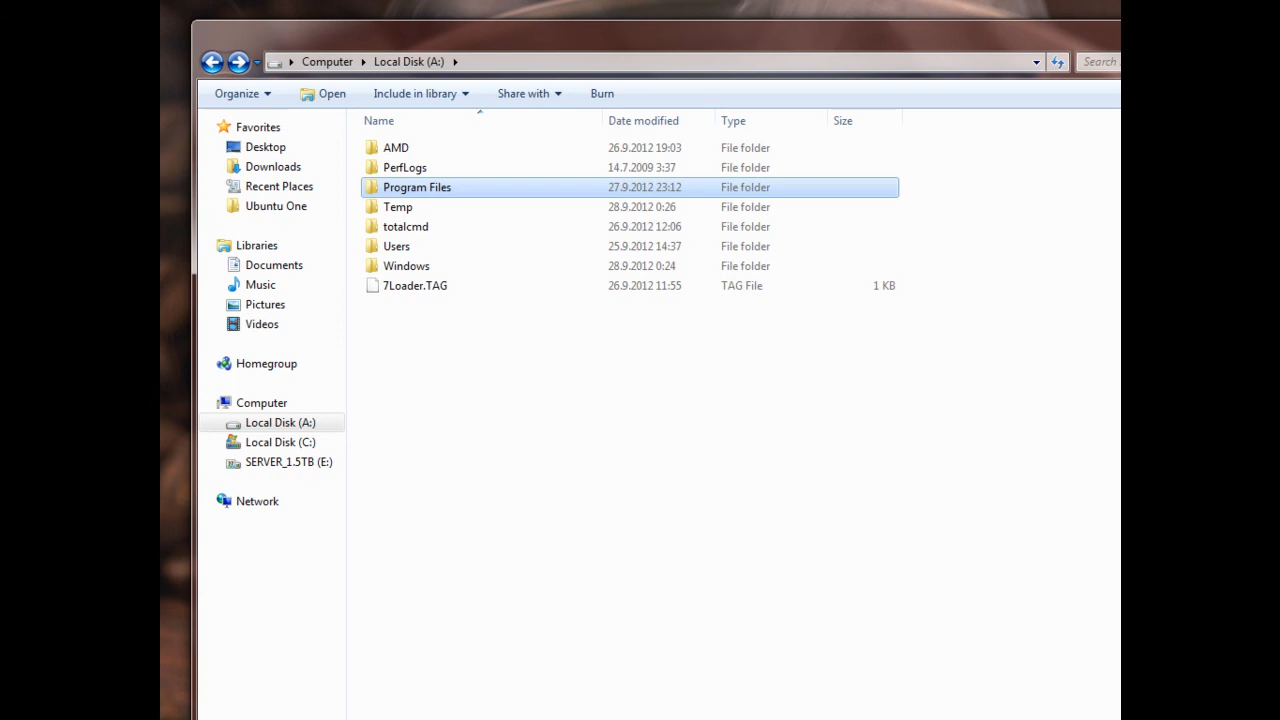 Computer Local Disk (A:) Search
Organize Open Include in library Share with Burn
Name Date modified Type Size
Favorites
Desktop
Downloads
Recent Places
Ubuntu One
Libraries
Documents
Music
Pictures
Videos
Homegroup
Computer
Local Disk (A:)
Local Disk (C:)
SERVER_1.5TB (E:)
Network
AMD 26.9.2012 19:03 File folder
PerfLogs 14.7.2009 3:37 File folder
Program Files 27.9.2012 23:12 File folder
Temp 28.9.2012 0:26 File folder
totalcmd 26.9.2012 12:06 File folder
Users 25.9.2012 14:37 File folder
Windows 28.9.2012 0:24 File folder
7Loader.TAG 26.9.2012 11:55 TAG File 1 KB